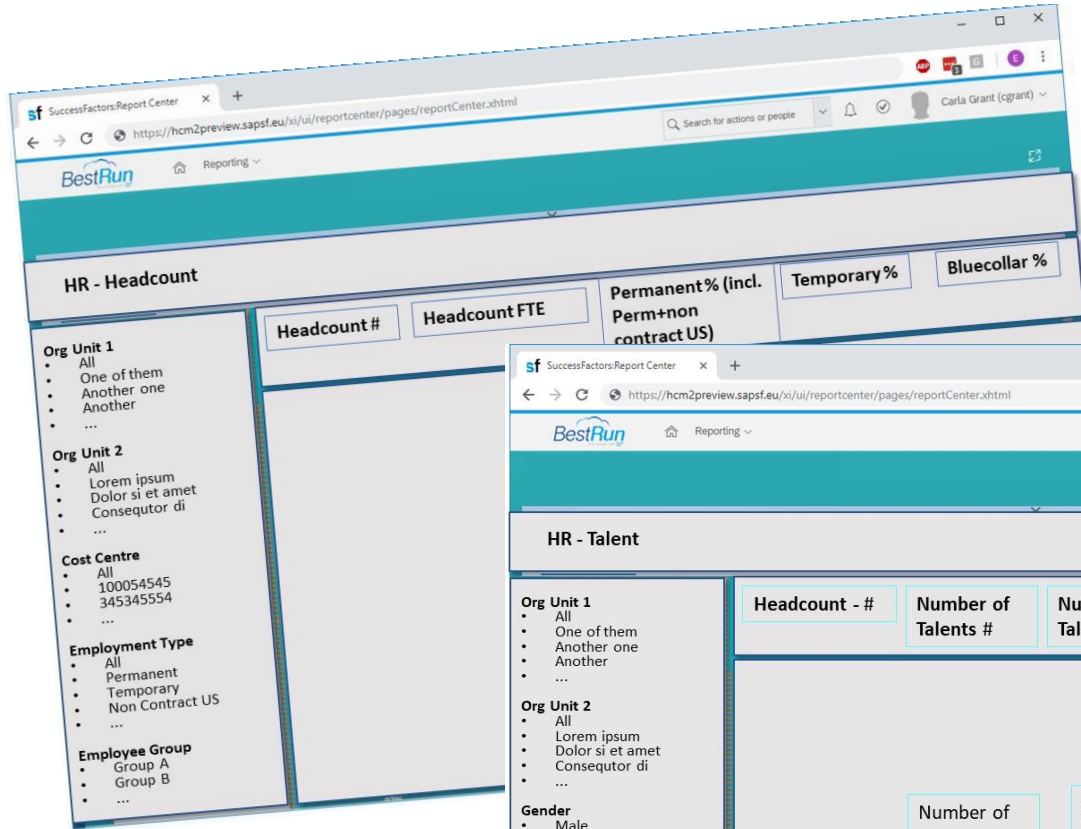 sf SuccessFactors:Report Center × +
ABP 3 G E
https://hcm2preview.sapsf.eu/xi/ui/reportcenter/pages/reportCenter.xhtml
BestRun Reporting
Search for actions or people
Carla Grant (cgrant)
HR - Headcount
Headcount #
Headcount FTE
Permanent % (incl.
Perm+non
contract US)
Temporary %
Bluecollar %
Org Unit 1
• All
• One of them
• Another one
• Another
• ...
Org Unit 2
• All
• Lorem ipsum
• Dolor si et amet
• Consequtor di
• ...
Cost Centre
• All
• 100054545
• 345345554
• ...
Employment Type
• All
• Permanent
• Temporary
• Non Contract US
• ...
Employee Group
• Group A
• Group B
• ...
sf SuccessFactors:Report Center × +
https://hcm2preview.sapsf.eu/xi/ui/reportcenter/pages/reportCenter.xhtml
BestRun Reporting
HR - Talent
Headcount - #
Number of
Talents #
Nu
Tal
Org Unit 1
• All
• One of them
• Another one
• Another
• ...
Org Unit 2
• All
• Lorem ipsum
• Dolor si et amet
• Consequtor di
• ...
Gender
• Male
Number of